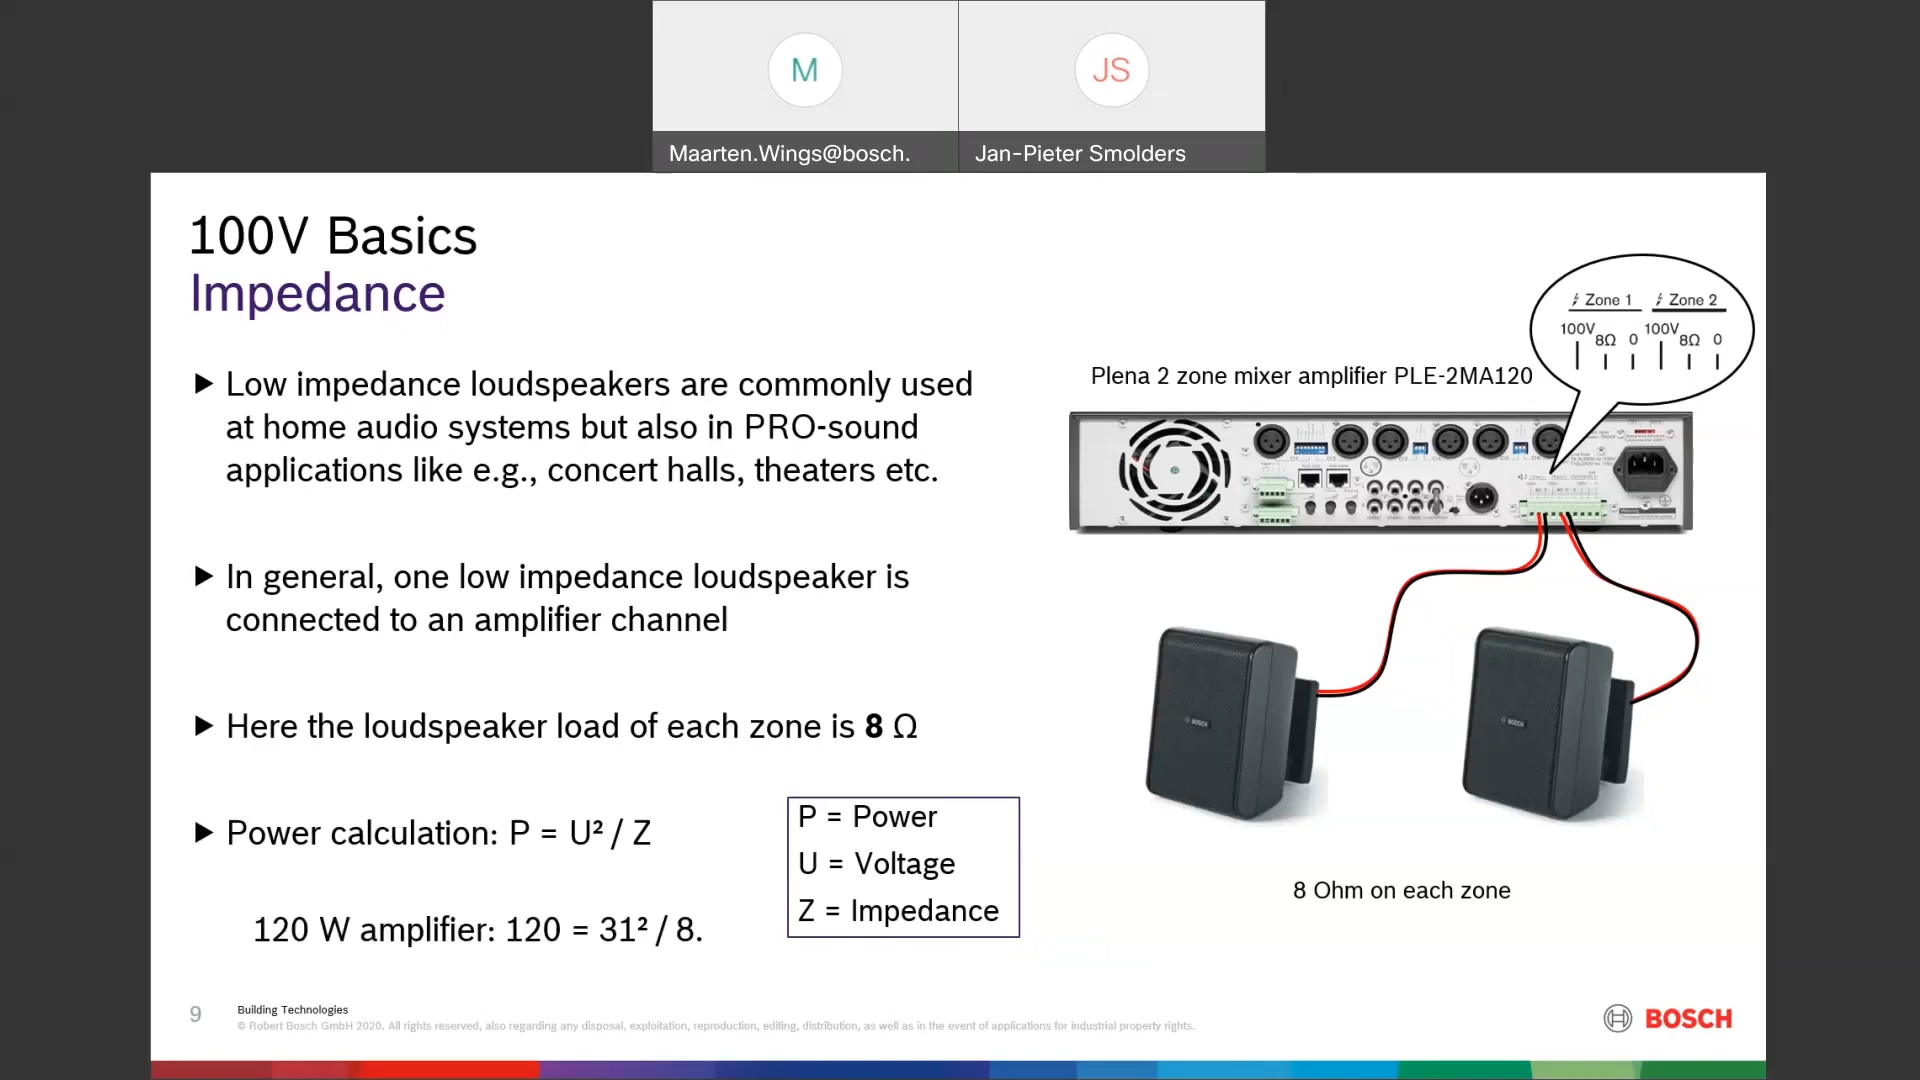 M
JS
Maarten.Wings@bosch.
Jan-Pieter Smolders
100V Basics
Impedance
► Low impedance loudspeakers are commonly used
at home audio systems but also in PRO-sound
applications like e.g., concert halls, theaters etc.
► In general, one low impedance loudspeaker is
connected to an amplifier channel
► Here the loudspeaker load of each zone is 8 Ω
► Power calculation: P = U² / Z
120 W amplifier: 120 = 31² / 8.
P = Power
U = Voltage
Z = Impedance
Zone 1 Zone 2
100V 8Ω 0 100V 8Ω 0
Plena 2 zone mixer amplifier PLE-2MA120
BOSCH
BOSCH
8 Ohm on each zone
9
Building Technologies
© Robert Bosch GmbH 2020. All rights reserved, also regarding any disposal, exploitation, reproduction, editing, distribution, as well as in the event of applications for industrial property rights.
BOSCH